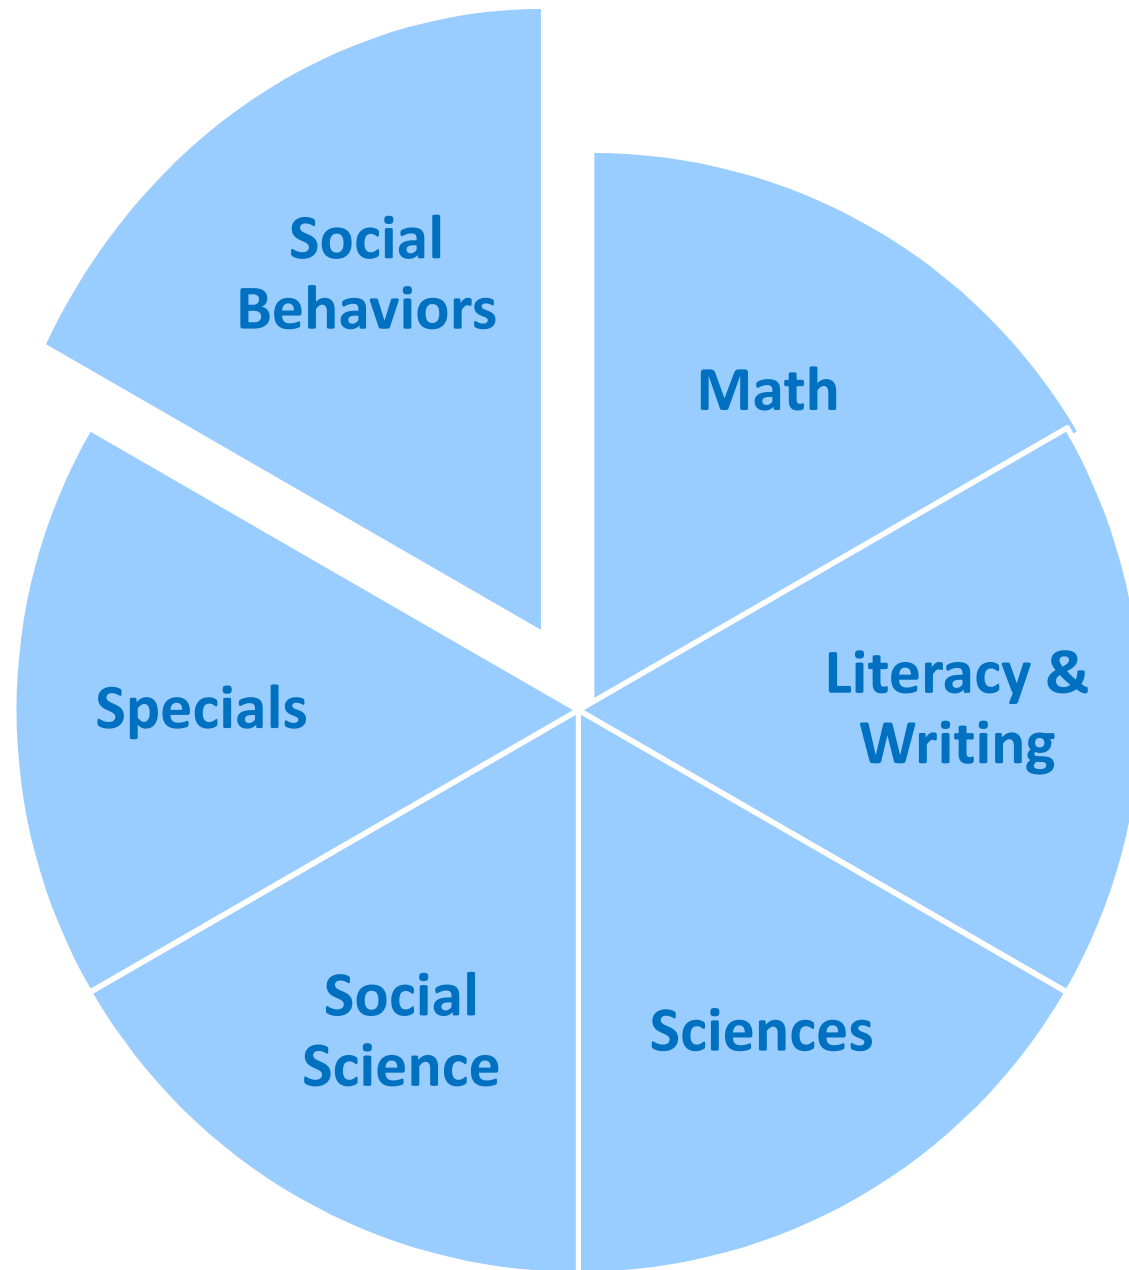 Social
Behaviors
Math
Literacy &
Writing
Specials
Social
Science
Sciences